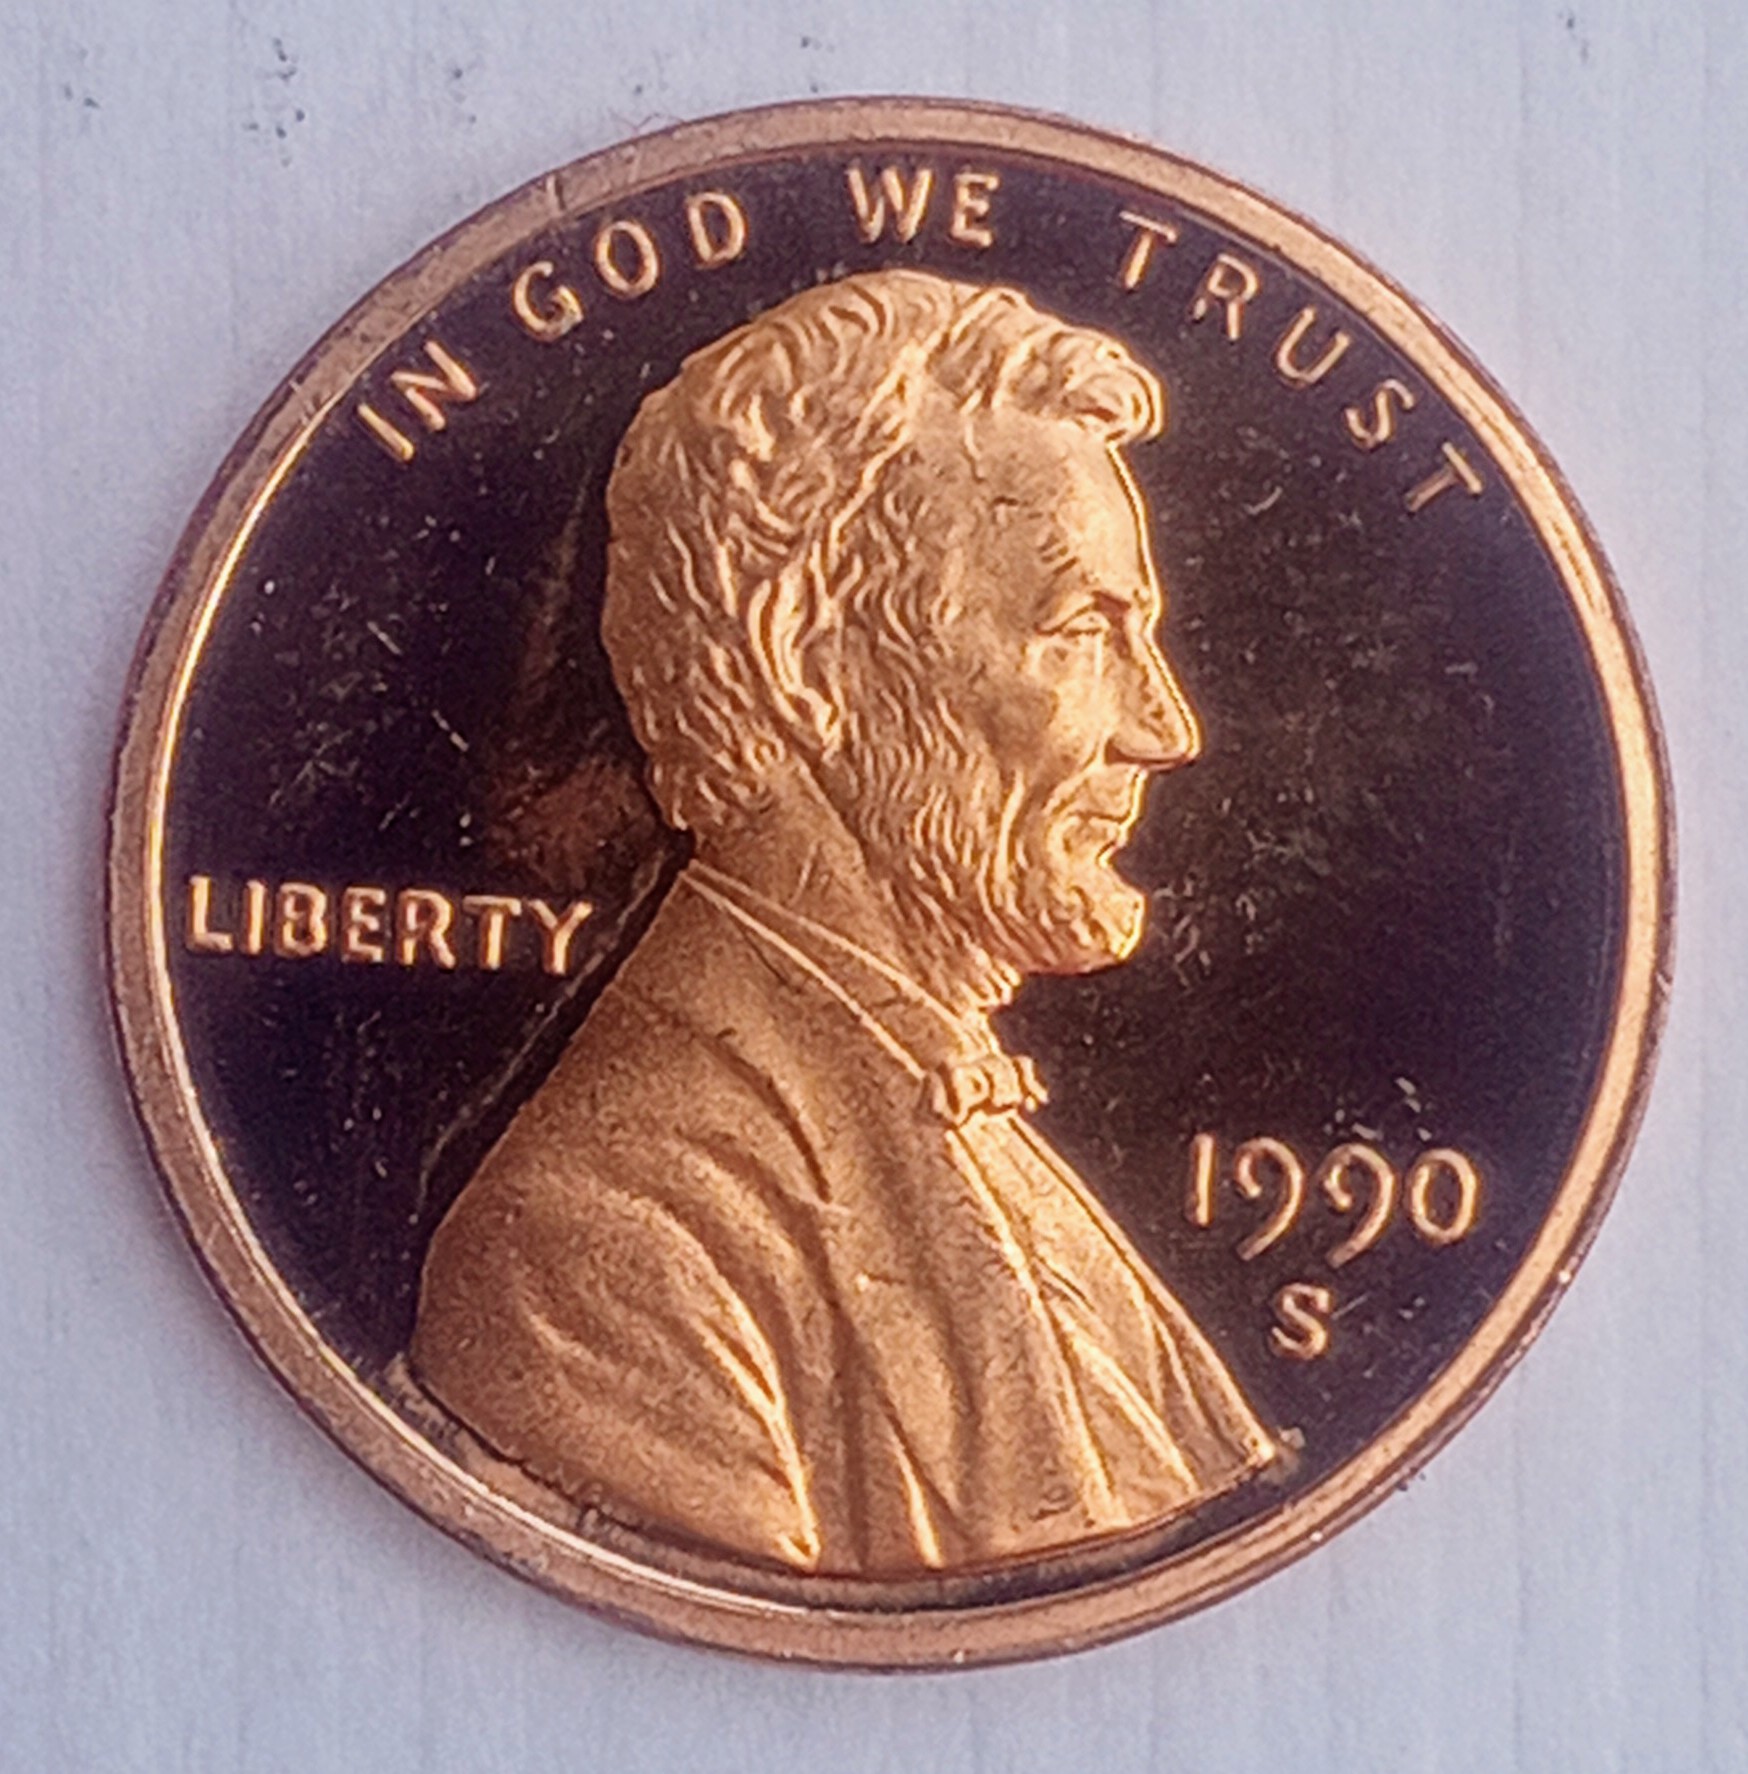 IN GOD WE TRUST
LIBERTY
1990
S